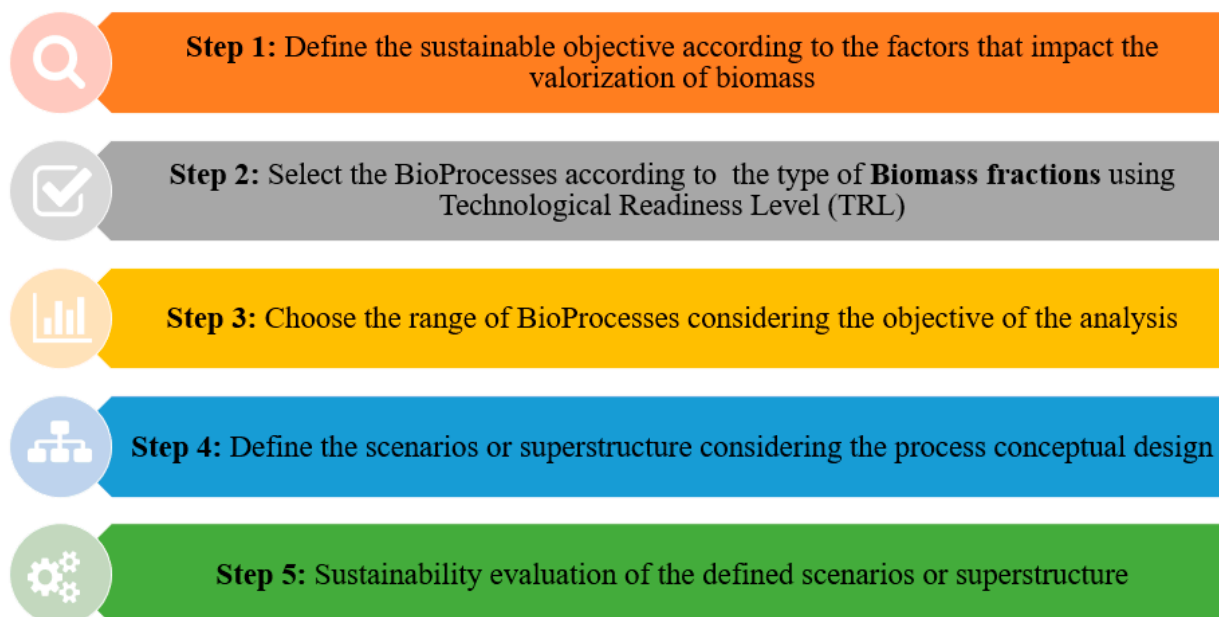 Step 1: Define the sustainable objective according to the factors that impact the
valorization of biomass
Step 2: Select the BioProcesses according to the type of Biomass fractions using
Technological Readiness Level (TRL)
Step 3: Choose the range of BioProcesses considering the objective of the analysis
Step 4: Define the scenarios or superstructure considering the process conceptual design
Step 5: Sustainability evaluation of the defined scenarios or superstructure